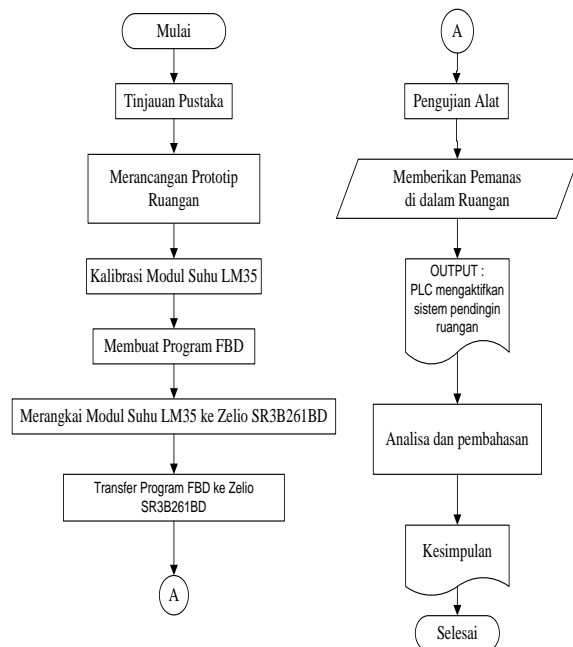 Mulai
Tinjauan Pustaka
Merancangan Prototip
Ruangan
Kalibrasi Modul Suhu LM35
Membuat Program FBD
Merangkai Modul Suhu LM35 ke Zelio SR3B261BD
Transfer Program FBD ke Zelio
SR3B261BD
A
A
Pengujian Alat
Memberikan Pemanas
di dalam Ruangan
OUTPUT :
PLC mengaktifkan
sistem pendingin
ruangan
Analisa dan pembahasan
Kesimpulan
Selesai